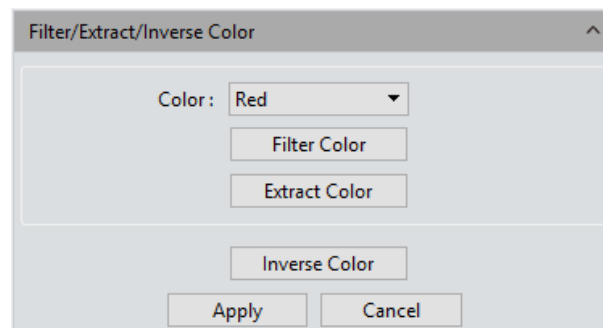 Filter/Extract/Inverse Color
Color : Red
Filter Color
Extract Color
Inverse Color
Apply Cancel